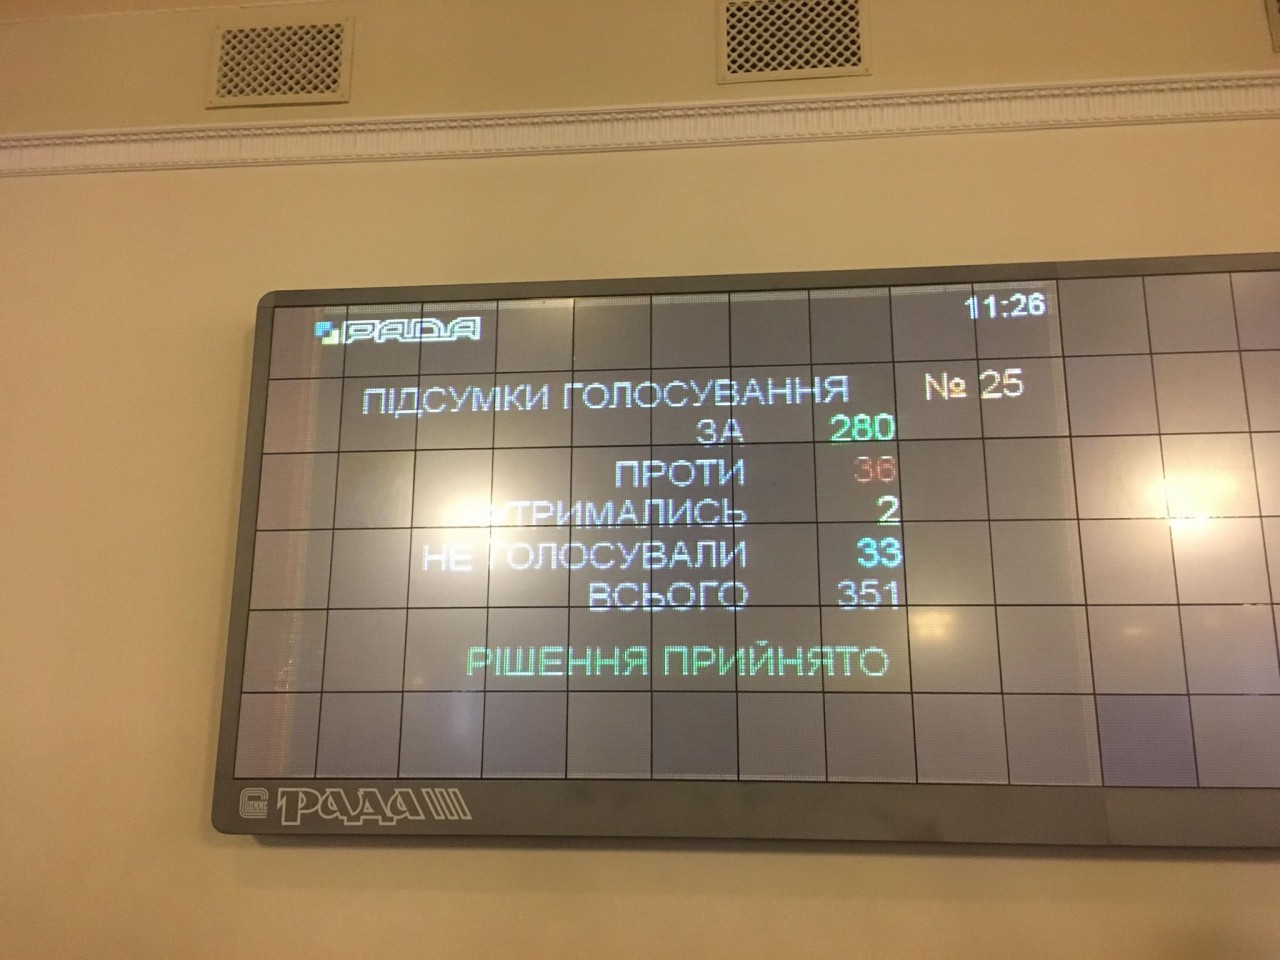 РАДА 11:26
ПІДСУМКИ ГОЛОСУВАННЯ № 25
ЗА 280
ПРОТИ 36
УТРИМАЛИСЬ 2
НЕ ГОЛОСУВАЛИ 33
ВСЬОГО 351
РІШЕННЯ ПРИЙНЯТО
РАДА III